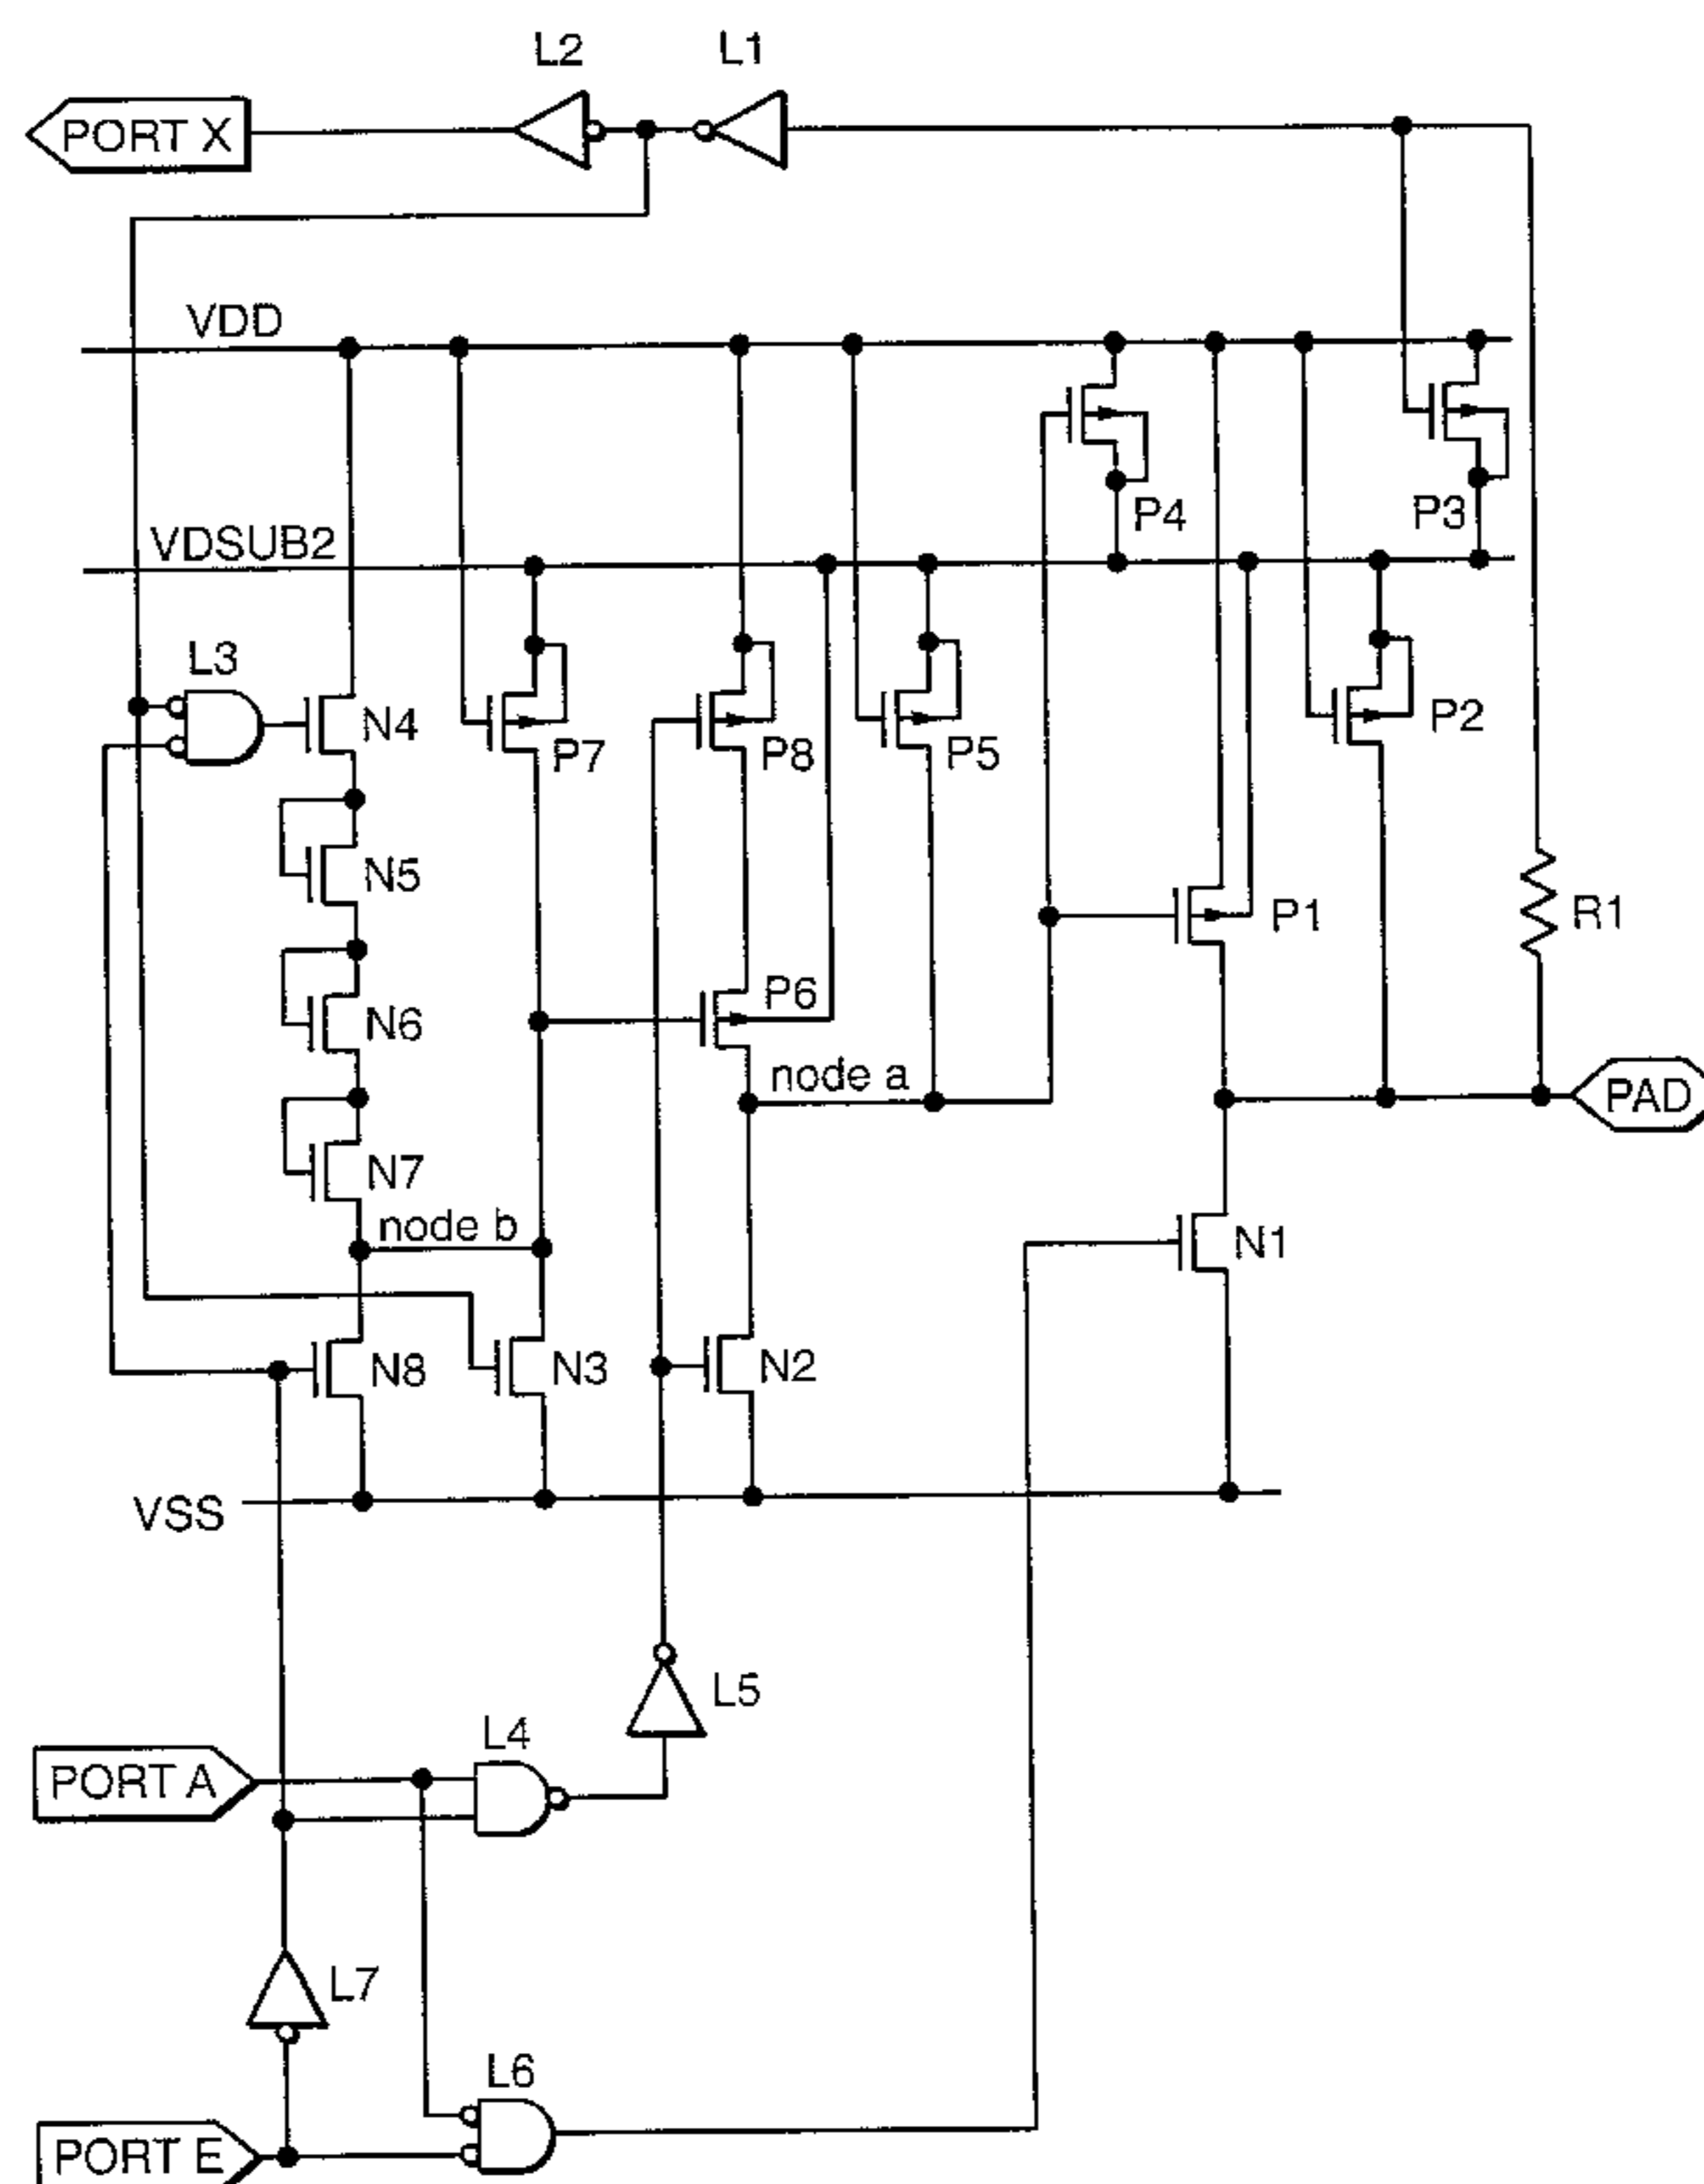 L2
L1
PORT X
VDD
P4
P3
VDSUB2
L3
N4
P7
P8
P5
P2
N5
P1
R1
N6
P6
node a
PAD
N7
node b
N1
N8
N3
N2
VSS
L5
L4
PORT A
L7
L6
PORT E